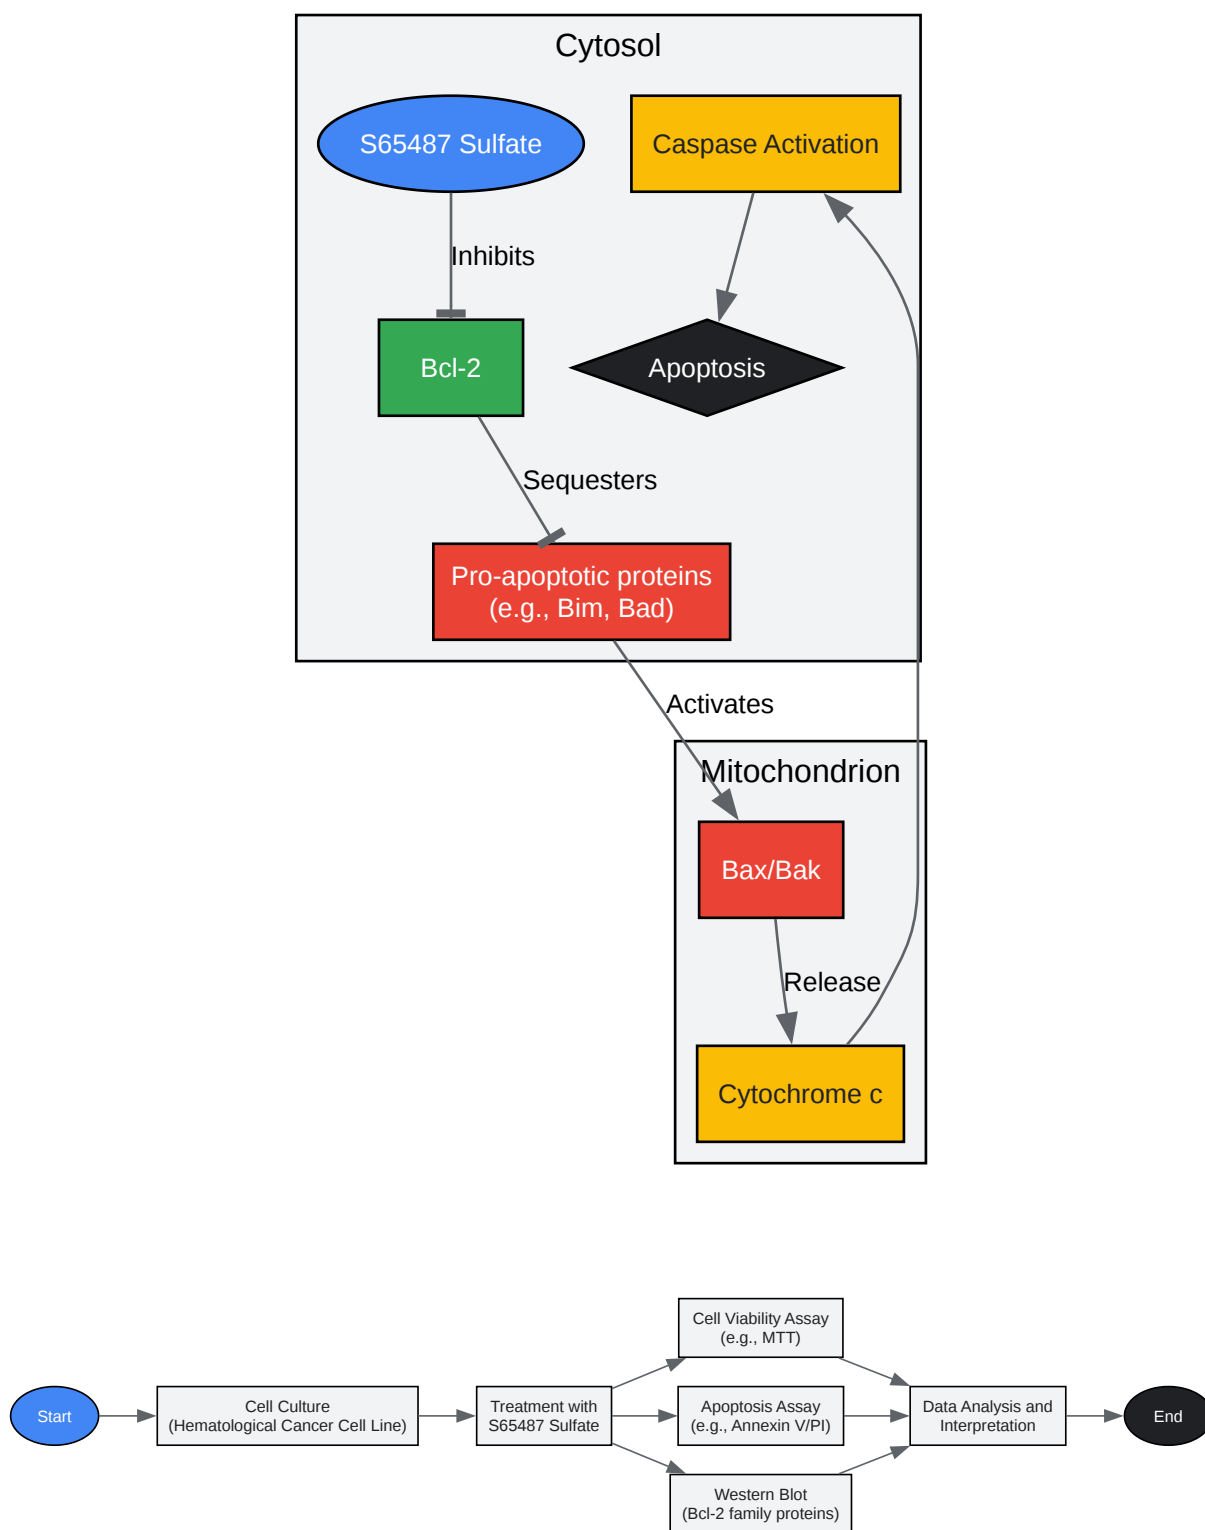 Cytosol
S65487 Sulfate
Caspase Activation
Inhibits
Bcl-2
Apoptosis
Sequesters
Pro-apoptotic proteins
(e.g., Bim, Bad)
Activates
Mitochondrion
Bax/Bak
Release
Cytochrome c
Start
Cell Culture
(Hematological Cancer Cell Line)
Treatment with
S65487 Sulfate
Cell Viability Assay
(e.g., MTT)
Apoptosis Assay
(e.g., Annexin V/PI)
Western Blot
(Bcl-2 family proteins)
Data Analysis and
Interpretation
End